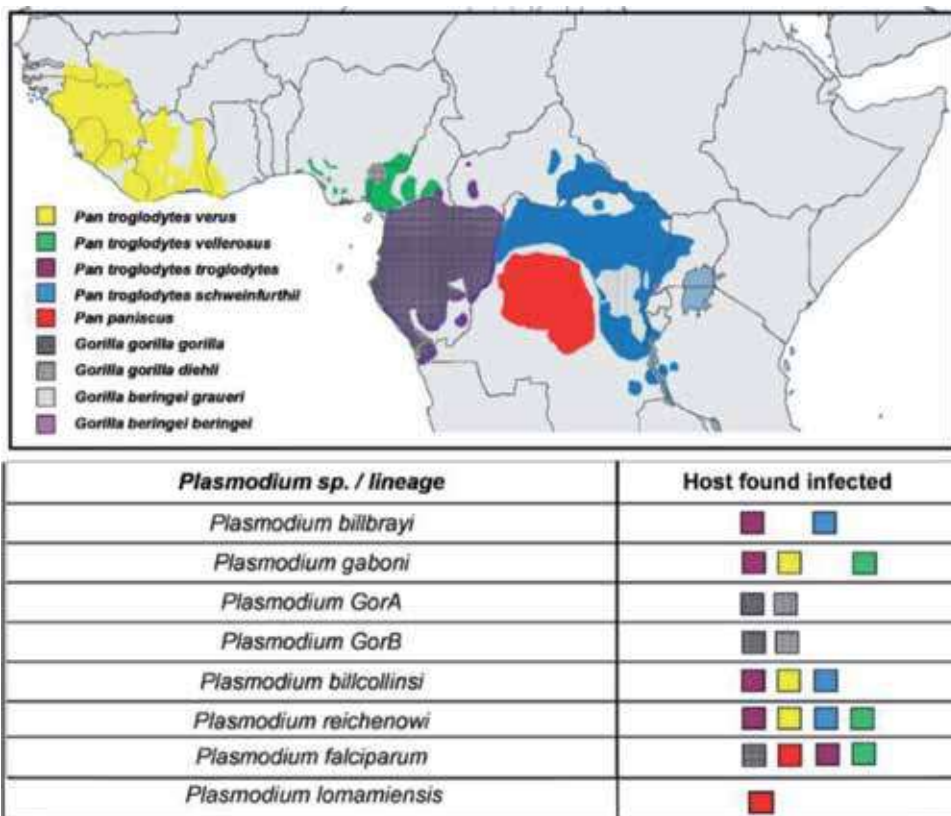 Pan troglodytes verus
Pan troglodytes vellerosus
Pan troglodytes troglodytes
Pan troglodytes schweinfurthii
Pan paniscus
Gorilla gorilla gorilla
Gorilla gorilla diehli
Gorilla beringei graueri
Gorilla beringei beringei
Plasmodium sp. / lineage Host found infected
Plasmodium billbrayi
Plasmodium gaboni
Plasmodium GorA
Plasmodium GorB
Plasmodium billcollinsi
Plasmodium reichenowi
Plasmodium falciparum
Plasmodium lomamiensis